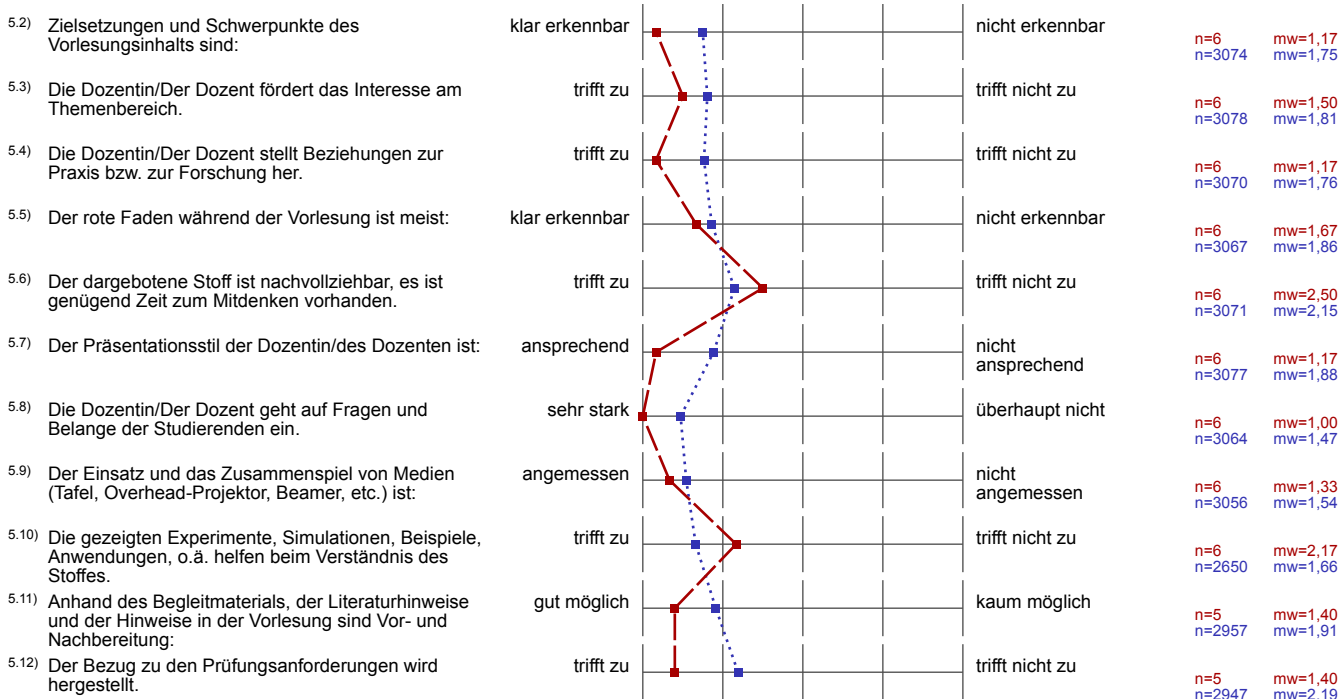 5.2) Zielsetzungen und Schwerpunkte des
Vorlesungsinhalts sind:
klar erkennbar
nicht erkennbar
n=6 mw=1,17
n=3074 mw=1,75
5.3) Die Dozentin/Der Dozent fördert das Interesse am
Themenbereich.
trifft zu
trifft nicht zu
n=6 mw=1,50
n=3078 mw=1,81
5.4) Die Dozentin/Der Dozent stellt Beziehungen zur
Praxis bzw. zur Forschung her.
trifft zu
trifft nicht zu
n=6 mw=1,17
n=3070 mw=1,76
5.5) Der rote Faden während der Vorlesung ist meist:
klar erkennbar
nicht erkennbar
n=6 mw=1,67
n=3067 mw=1,86
5.6) Der dargebotene Stoff ist nachvollziehbar, es ist
genügend Zeit zum Mitdenken vorhanden.
trifft zu
trifft nicht zu
n=6 mw=2,50
n=3071 mw=2,15
5.7) Der Präsentationsstil der Dozentin/des Dozenten ist:
ansprechend
nicht
ansprechend
n=6 mw=1,17
n=3077 mw=1,88
5.8) Die Dozentin/Der Dozent geht auf Fragen und
Belange der Studierenden ein.
sehr stark
überhaupt nicht
n=6 mw=1,00
n=3064 mw=1,47
5.9) Der Einsatz und das Zusammenspiel von Medien
(Tafel, Overhead-Projektor, Beamer, etc.) ist:
angemessen
nicht
angemessen
n=6 mw=1,33
n=3056 mw=1,54
5.10) Die gezeigten Experimente, Simulationen, Beispiele,
Anwendungen, o.ä. helfen beim Verständnis des
Stoffes.
trifft zu
trifft nicht zu
n=6 mw=2,17
n=2650 mw=1,66
5.11) Anhand des Begleitmaterials, der Literaturhinweise
und der Hinweise in der Vorlesung sind Vor- und
Nachbereitung:
gut möglich
kaum möglich
n=5 mw=1,40
n=2957 mw=1,91
5.12) Der Bezug zu den Prüfungsanforderungen wird
hergestellt.
trifft zu
trifft nicht zu
n=5 mw=1,40
n=2947 mw=2,19